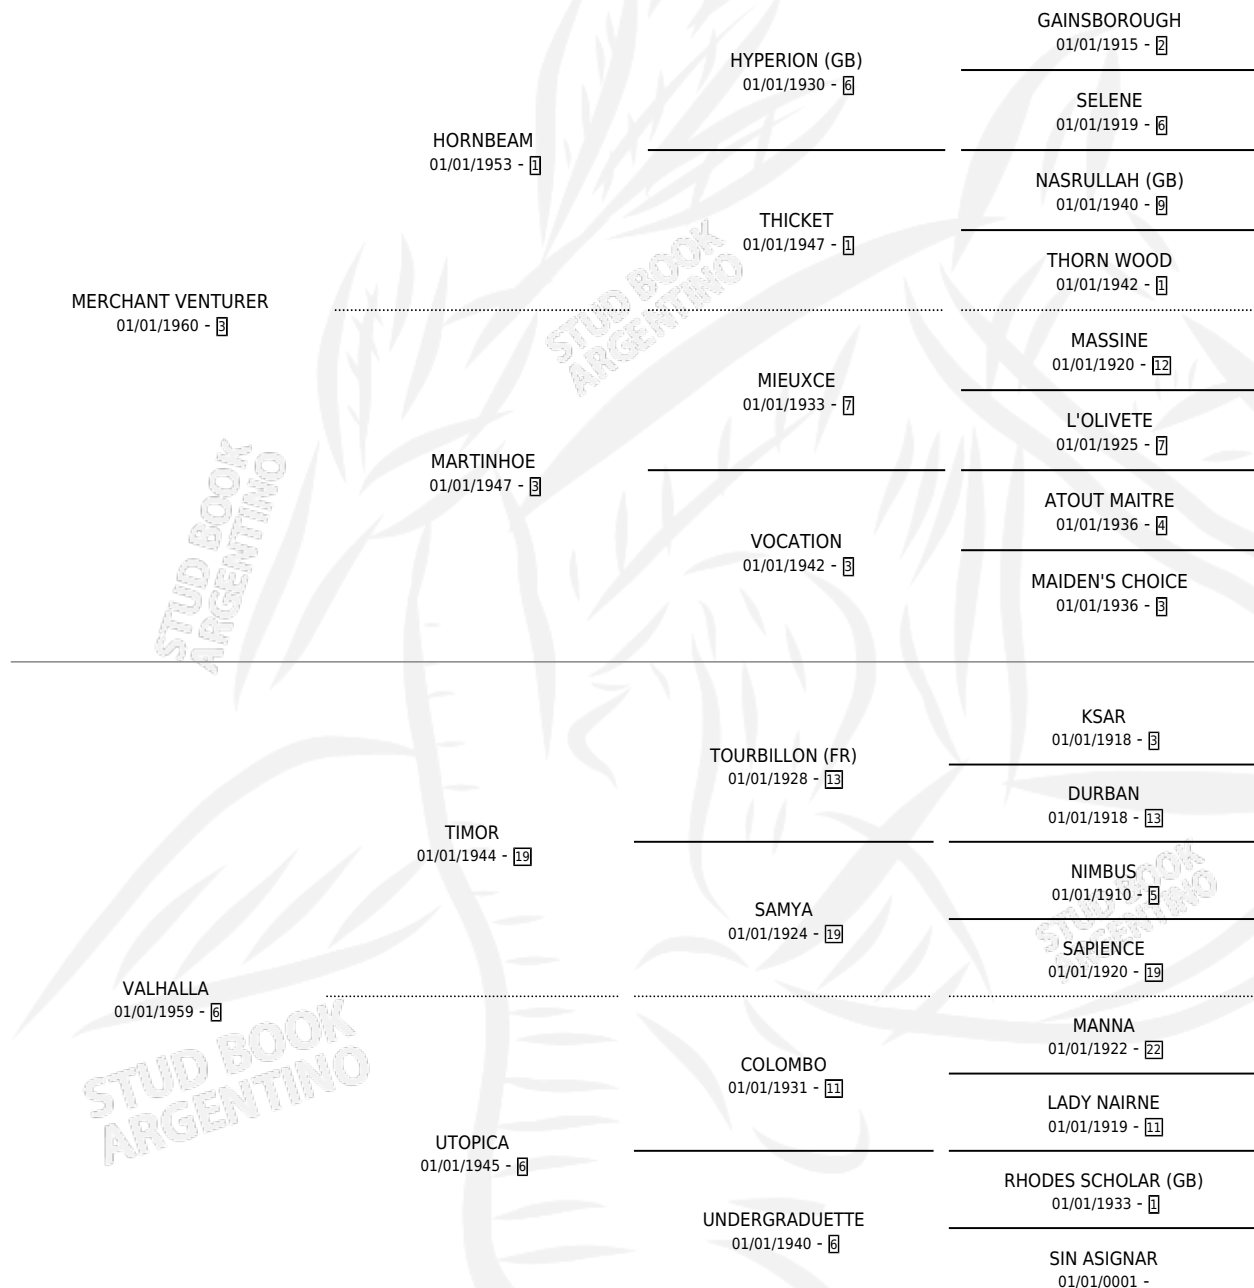 GAINSBOROUGH
01/01/1915 - 2
HYPERION (GB)
01/01/1930 - 6
SELENE
01/01/1919 - 6
HORNBEAM
01/01/1953 - 1
NASRULLAH (GB)
01/01/1940 - 9
THICKET
01/01/1947 - 1
THORN WOOD
01/01/1942 - 1
MERCHANT VENTURER
01/01/1960 - 3
MASSINE
01/01/1920 - 12
MIEUXCE
01/01/1933 - 7
L'OLIVETE
01/01/1925 - 7
MARTINHOE
01/01/1947 - 3
ATOUT MAITRE
01/01/1936 - 4
VOCATION
01/01/1942 - 3
MAIDEN'S CHOICE
01/01/1936 - 3
KSAR
01/01/1918 - 3
TOURBILLON (FR)
01/01/1928 - 13
DURBAN
01/01/1918 - 13
TIMOR
01/01/1944 - 19
NIMBUS
01/01/1910 - 5
SAMYA
01/01/1924 - 19
SAPIENCE
01/01/1920 - 19
VALHALLA
01/01/1959 - 6
MANNA
01/01/1922 - 22
COLOMBO
01/01/1931 - 11
LADY NAIRNE
01/01/1919 - 11
UTOPICA
01/01/1945 - 6
RHODES SCHOLAR (GB)
01/01/1933 - 1
UNDERGRADUETTE
01/01/1940 - 6
SIN ASIGNAR
01/01/0001 -
STUD BOOK
ARGENTINO
STUD BOOK
ARGENTINO
STUD BOOK
ARGENTINO
STUD BOOK
ARGENTINO